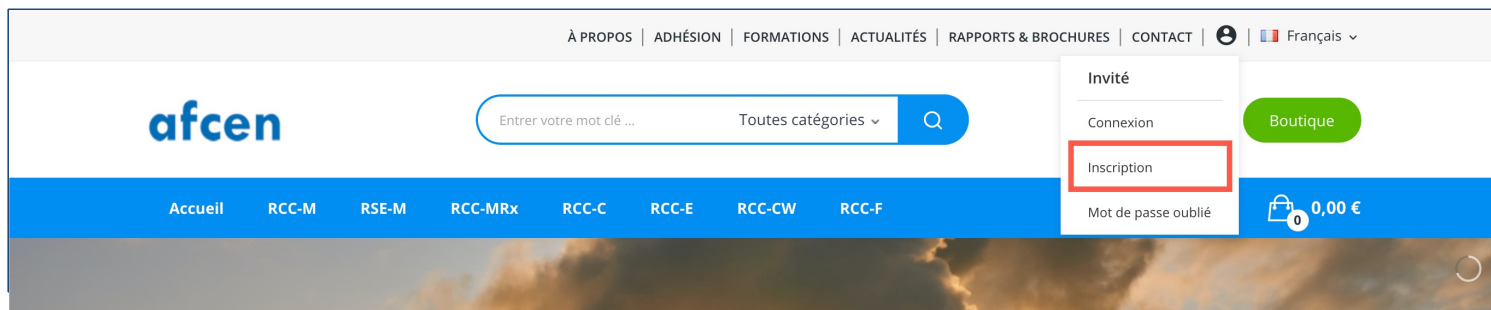 À PROPOS | ADHÉSION | FORMATIONS | ACTUALITÉS | RAPPORTS & BROCHURES | CONTACT | | Français
Invité
afcen
Entrer votre mot clé ...
Toutes catégories
Connexion
Boutique
Inscription
Accueil RCC-M RSE-M RCC-MRx RCC-C RCC-E RCC-CW RCC-F
Mot de passe oublié
0 0,00 €